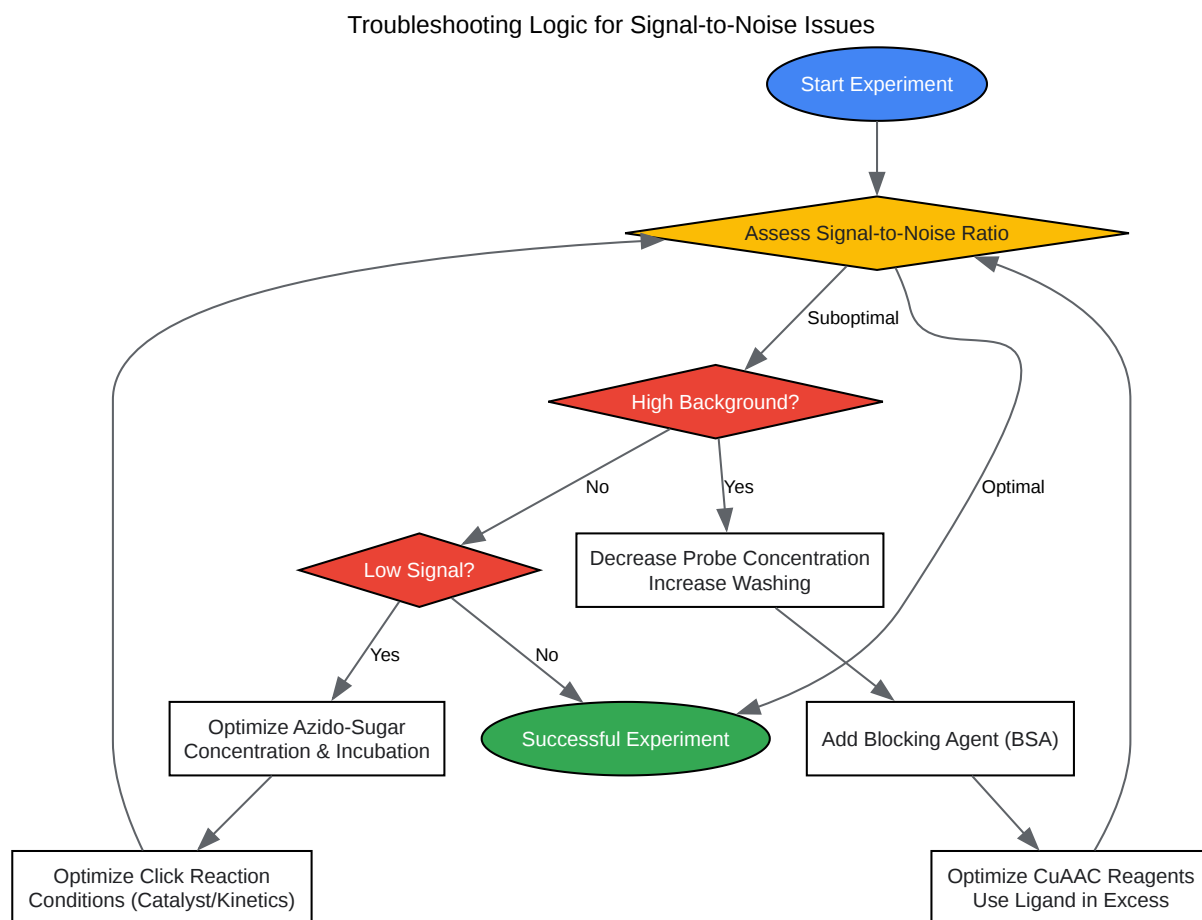 Troubleshooting Logic for Signal-to-Noise Issues
Start Experiment
Assess Signal-to-Noise Ratio
Suboptimal
High Background?
No
Yes
Optimal
Low Signal?
Decrease Probe Concentration
Increase Washing
Yes
No
Optimize Azido-Sugar
Concentration & Incubation
Successful Experiment
Add Blocking Agent (BSA)
Optimize Click Reaction
Conditions (Catalyst/Kinetics)
Optimize CuAAC Reagents
Use Ligand in Excess